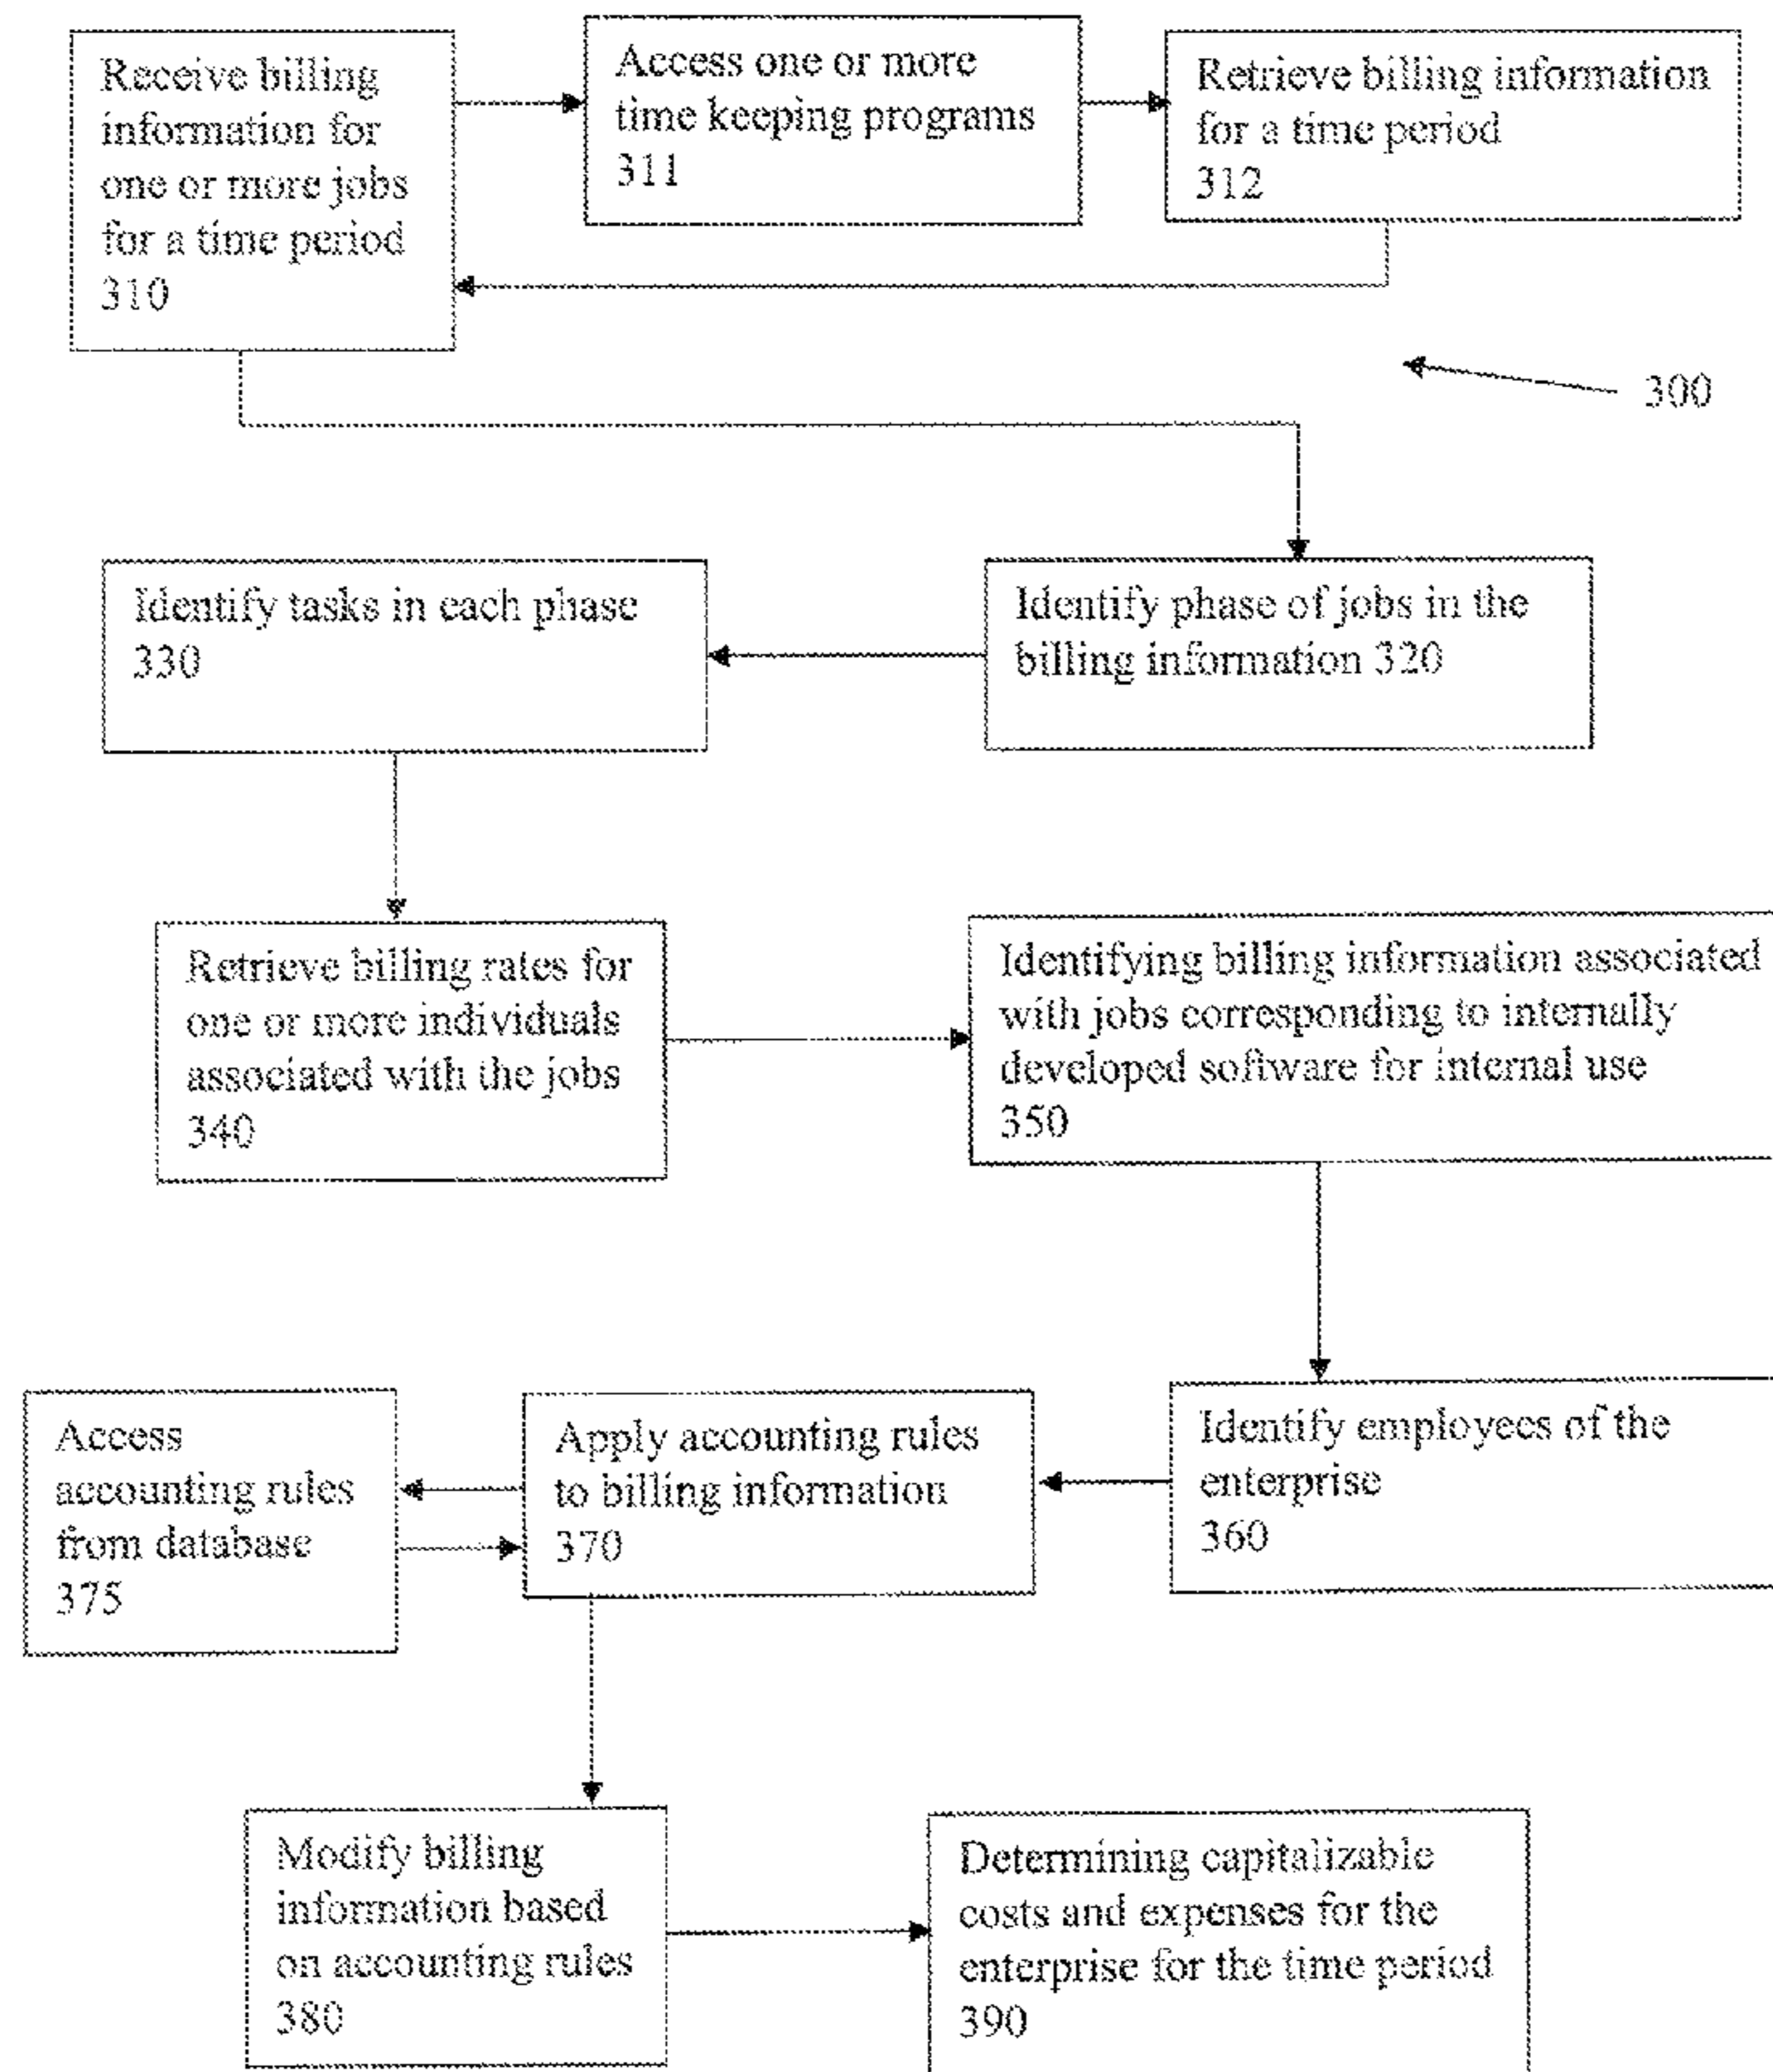 Receive billing
information for
one or more jobs
for a time period
310
Access one or more
time keeping programs
311
Retrieve billing information
for a time period
312
300
Identify tasks in each phase
330
Identify phase of jobs in the
billing information 320
Retrieve billing rates for
one or more individuals
associated with the jobs
340
Identifying billing information associated
with jobs corresponding to internally
developed software for internal use
350
Access
accounting rules
from database
375
Apply accounting rules
to billing information
370
Identify employees of the
enterprise
360
Modify billing
information based
on accounting rules
380
Determining capitalizable
costs and expenses for the
enterprise for the time period
390